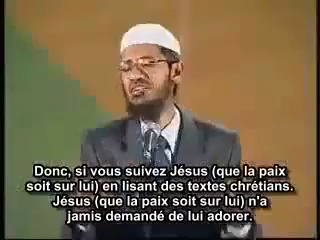 Donc, si vous suivez Jésus (que la paix
soit sur lui) en lisant des textes chrétians.
Jésus (que la paix soit sur lui) n'a
jamais demandé de lui adorer.